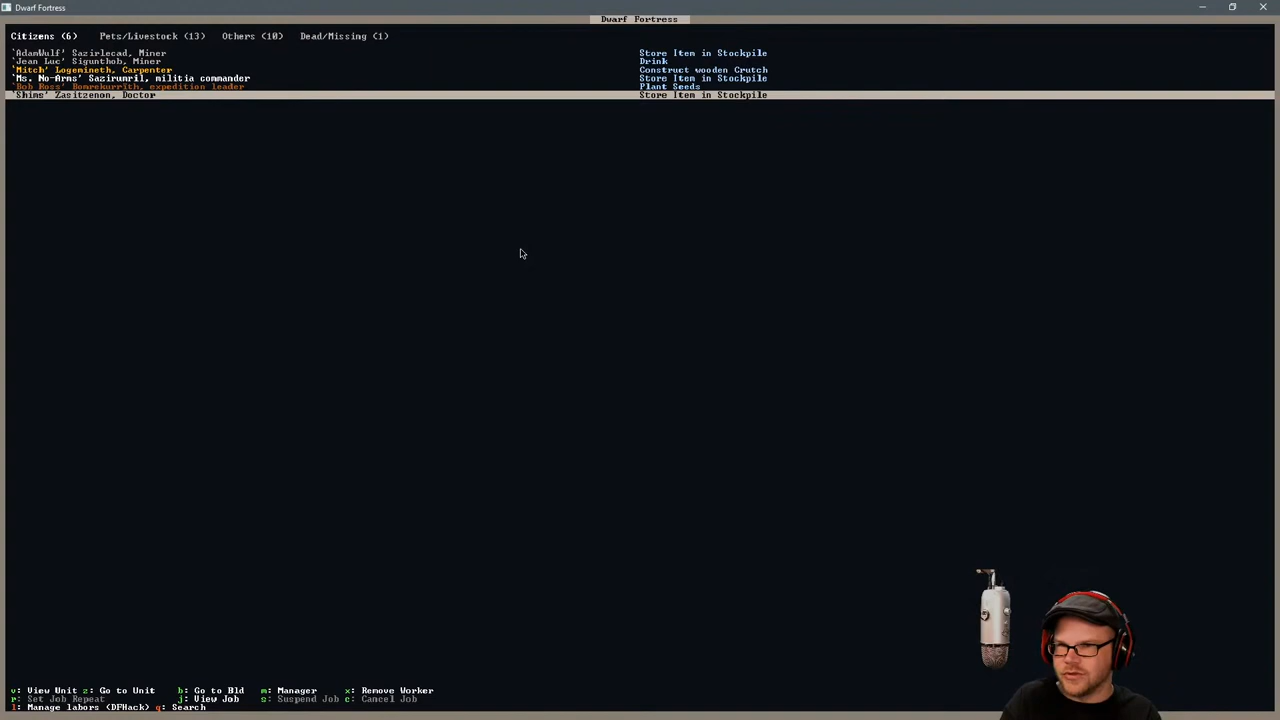 Dwarf Fortress
Dwarf Fortress
Citizens (6) Pets/Livestock (13) Others (10) Dead/Missing (1)
`AdamWulf' Sazirlecad, Miner Store Item in Stockpile
`Jean Luc' Sigunthob, Miner Drink
`Mitch' Logemineth, Carpenter Construct wooden Crutch
`Ms. No-Arms' Sazirumril, militia commander Store Item in Stockpile
`Bob Ross' Bomrekurrith, expedition leader Plant Seeds
`Shims' Zasitzenon, Doctor Store Item in Stockpile
v: View Unit z: Go to Unit b: Go to Bld m: Manager x: Remove Worker
r: Set Job Repeat j: View Job s: Suspend Job c: Cancel Job
l: Manage labors (DFHack) q: Search